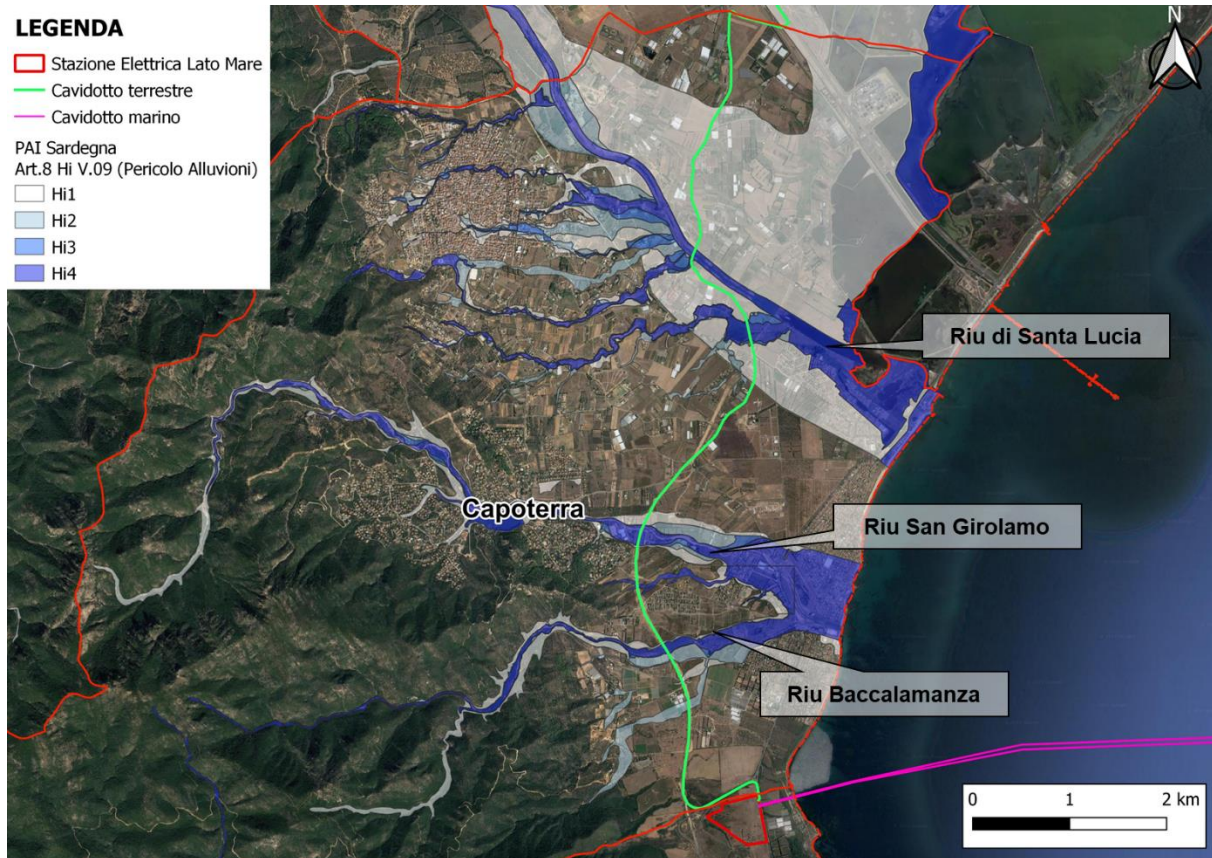 LEGENDA
Stazione Elettrica Lato Mare
Cavidotto terrestre
Cavidotto marino
PAI Sardegna
Art.8 Hi V.09 (Pericolo Alluvioni)
Hi1
Hi2
Hi3
Hi4
N
Riu di Santa Lucia
Capoterra
Riu San Girolamo
Riu Baccalamanza
0 1 2 km